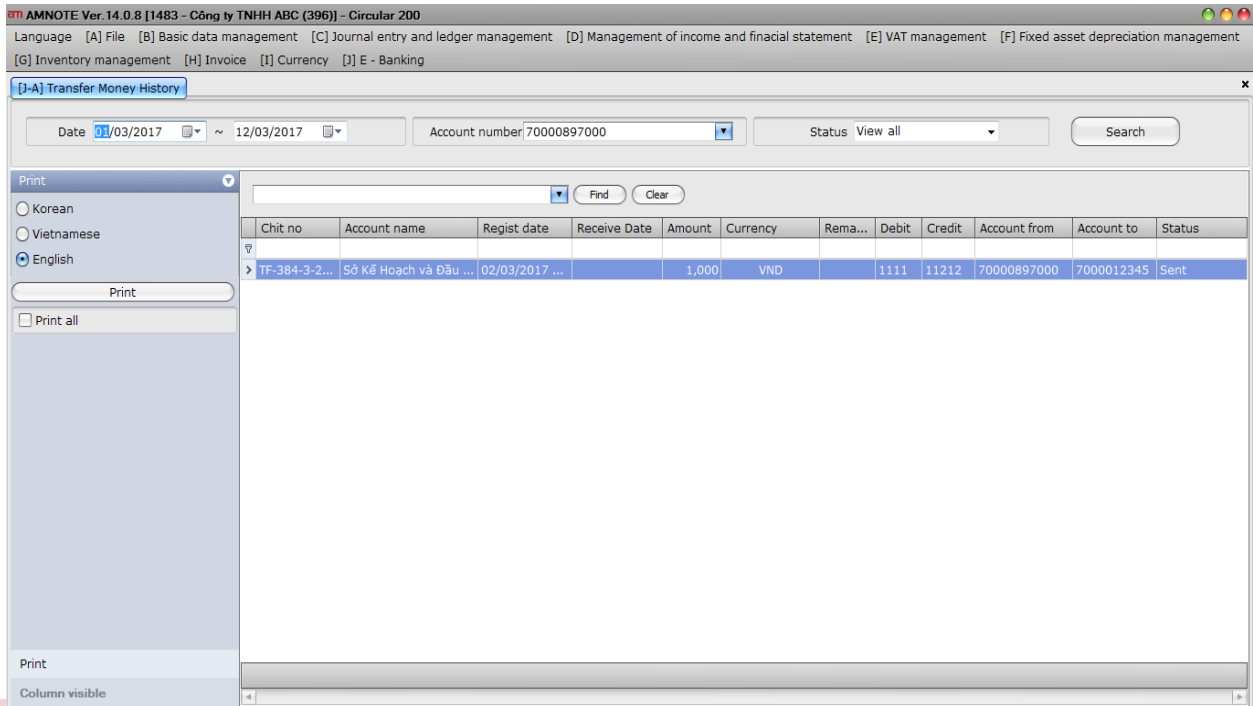 am AMNOTE Ver.14.0.8 [1483 - Công ty TNHH ABC (396)] - Circular 200
Language [A] File [B] Basic data management [C] Journal entry and ledger management [D] Management of income and finacial statement [E] VAT management [F] Fixed asset depreciation management
[G] Inventory management [H] Invoice [I] Currency [J] E - Banking
[J-A] Transfer Money History x
Date 01/03/2017 ~ 12/03/2017 Account number 70000897000 Status View all Search
Print
Find Clear
Korean
Vietnamese
English
Print
Print all
Chit no Account name Regist date Receive Date Amount Currency Rema... Debit Credit Account from Account to Status
TF-384-3-2... Sở Kế Hoạch và Đầu ... 02/03/2017 ... 1,000 VND 1111 11212 70000897000 7000012345 Sent
Print
Column visible